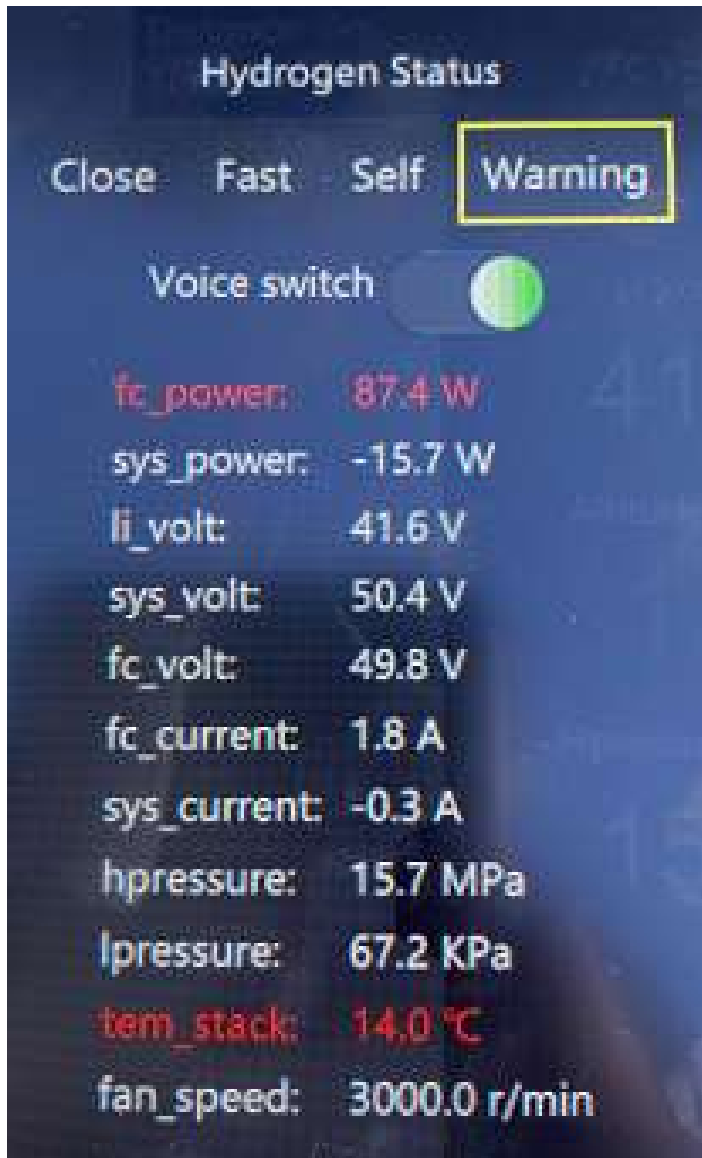 Hydrogen Status
Close Fast Self Warning
Voice switch
fc_power: 87.4 W
sys_power: -15.7 W
li_volt: 41.6 V
sys_volt: 50.4 V
fc_volt: 49.8 V
fc_current: 1.8 A
sys_current: -0.3 A
hpressure: 15.7 MPa
lpressure: 67.2 KPa
tem_stack: 14.0 ℃
fan_speed: 3000.0 r/min